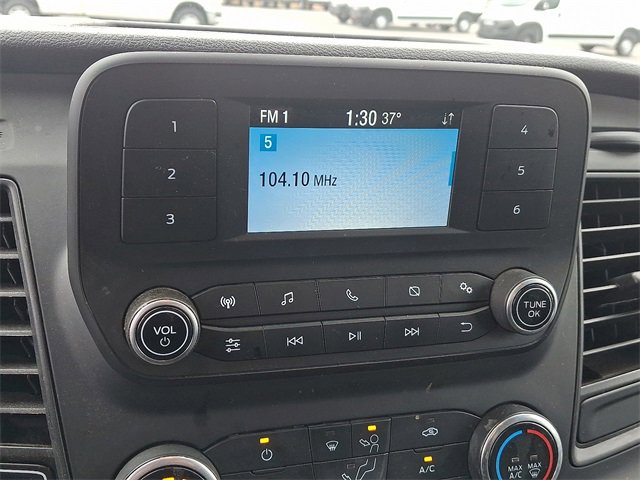 FM 1 1:30 37°
5
104.10 MHz
1
2
3
4
5
6
VOL
TUNE
OK
A/C
MAX
A/C
MAX